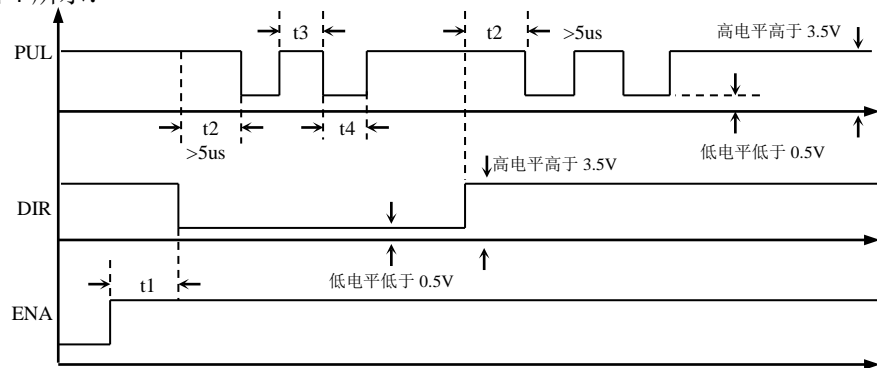 PUL
t3
t2
>5us
高电平高于 3.5V
t2
>5us
t4
低电平低于 0.5V
DIR
高电平高于 3.5V
低电平低于 0.5V
t1
ENA